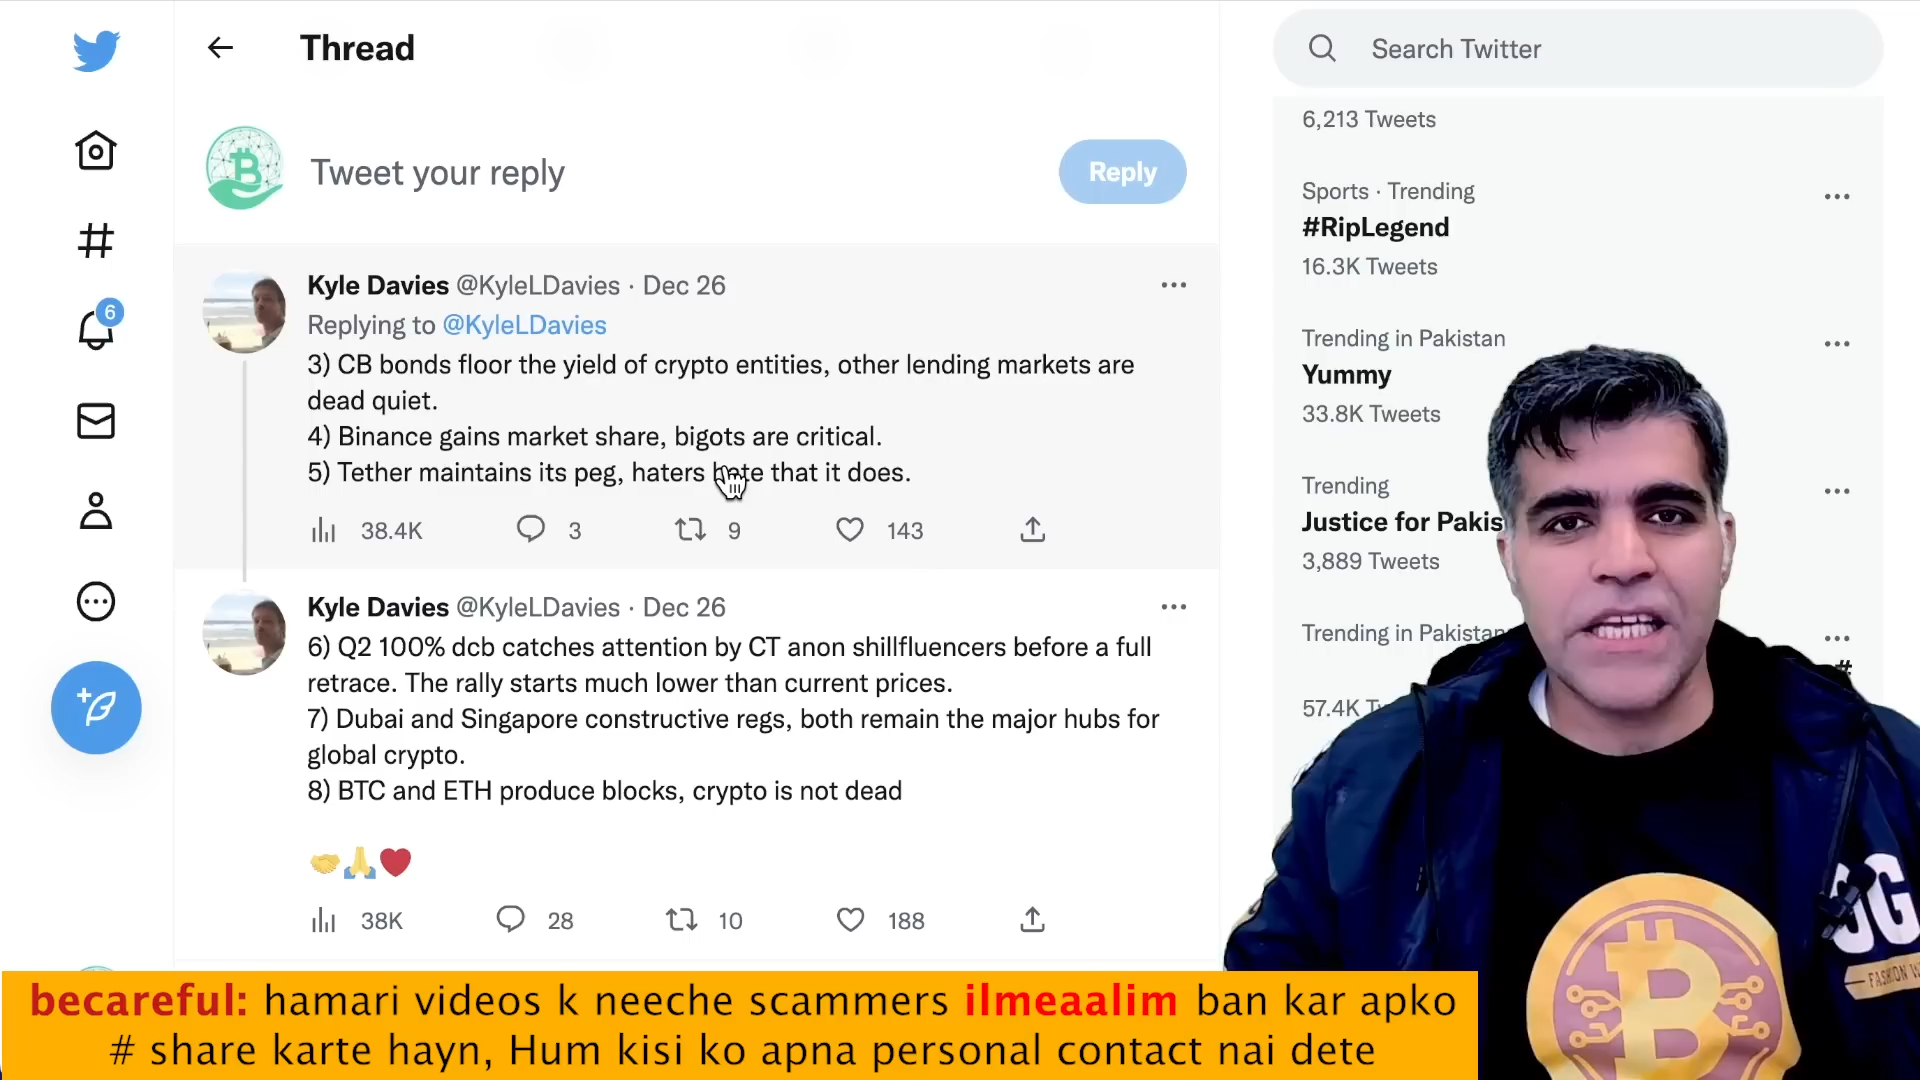 Thread
Search Twitter
6,213 Tweets
Tweet your reply
Reply
Sports · Trending
#RipLegend
16.3K Tweets
Kyle Davies @KyleLDavies · Dec 26
Replying to @KyleLDavies
3) CB bonds floor the yield of crypto entities, other lending markets are
dead quiet.
4) Binance gains market share, bigots are critical.
5) Tether maintains its peg, haters hate that it does.
38.4K 3 9 143
Trending in Pakistan
Yummy
33.8K Tweets
Trending
Justice for Pakis
3,889 Tweets
Trending in Pakistan
#
57.4K Tw
6
Kyle Davies @KyleLDavies · Dec 26
6) Q2 100% dcb catches attention by CT anon shillfluencers before a full
retrace. The rally starts much lower than current prices.
7) Dubai and Singapore constructive regs, both remain the major hubs for
global crypto.
8) BTC and ETH produce blocks, crypto is not dead
🤝🙏❤️
38K 28 10 188
becareful: hamari videos k neeche scammers ilmeaalim ban kar apko
# share karte hayn, Hum kisi ko apna personal contact nai dete